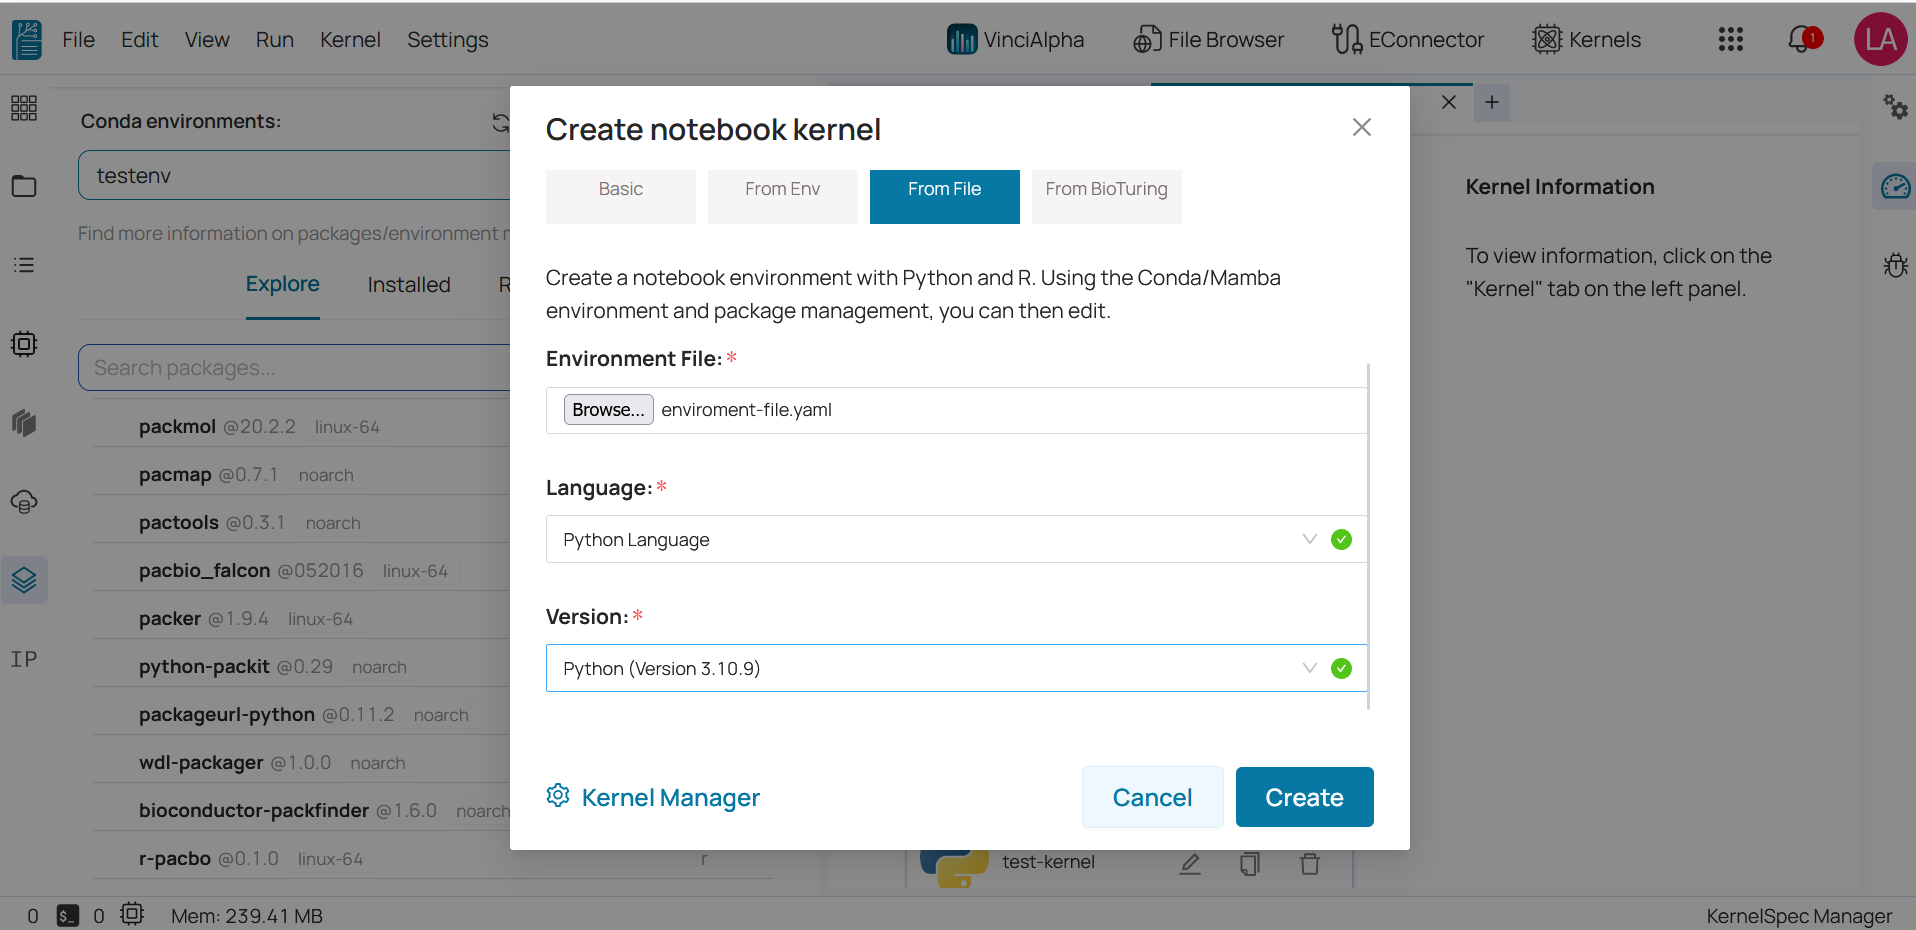 File Edit View Run Kernel Settings
VinciAlpha File Browser EConnector Kernels 1 LA
Conda environments:
testenv
Find more information on packages/environment
Explore Installed
Search packages...
packmol @20.2.2 linux-64
pacmap @0.7.1 noarch
pactools @0.3.1 noarch
pacbio_falcon @052016 linux-64
packer @1.9.4 linux-64
python-packit @0.29 noarch
packageurl-python @0.11.2 noarch
wdl-packager @1.0.0 noarch
bioconductor-packfinder @1.6.0 noarch
r-pacbo @0.1.0 linux-64 r
IP
Create notebook kernel
Basic From Env From File From BioTuring
Create a notebook environment with Python and R. Using the Conda/Mamba
environment and package management, you can then edit.
Environment File: *
Browse... enviroment-file.yaml
Language: *
Python Language
Version: *
Python (Version 3.10.9)
Kernel Manager
Cancel Create
test-kernel
Kernel Information
To view information, click on the
"Kernel" tab on the left panel.
0 $_ 0 Mem: 239.41 MB
KernelSpec Manager